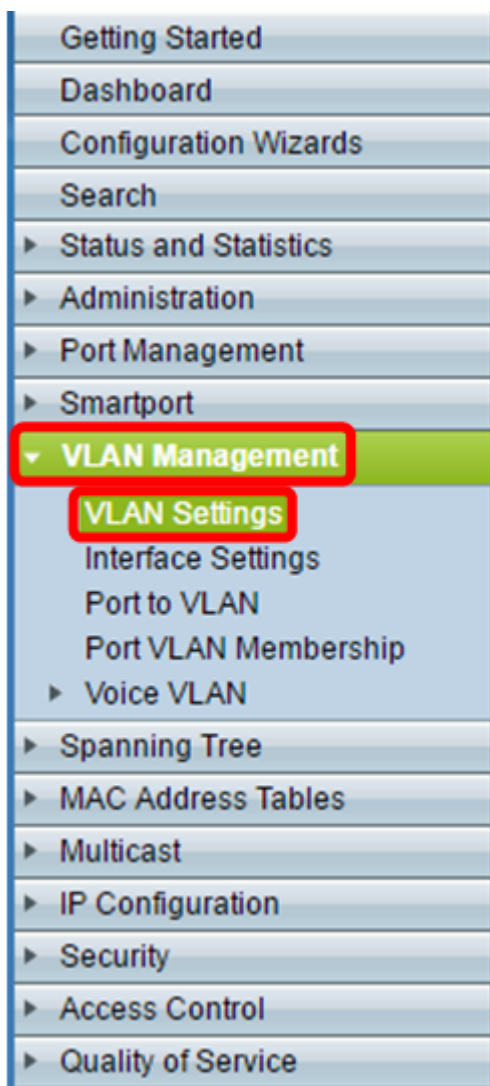 Getting Started
Dashboard
Configuration Wizards
Search
Status and Statistics
Administration
Port Management
Smartport
VLAN Management
VLAN Settings
Interface Settings
Port to VLAN
Port VLAN Membership
Voice VLAN
Spanning Tree
MAC Address Tables
Multicast
IP Configuration
Security
Access Control
Quality of Service